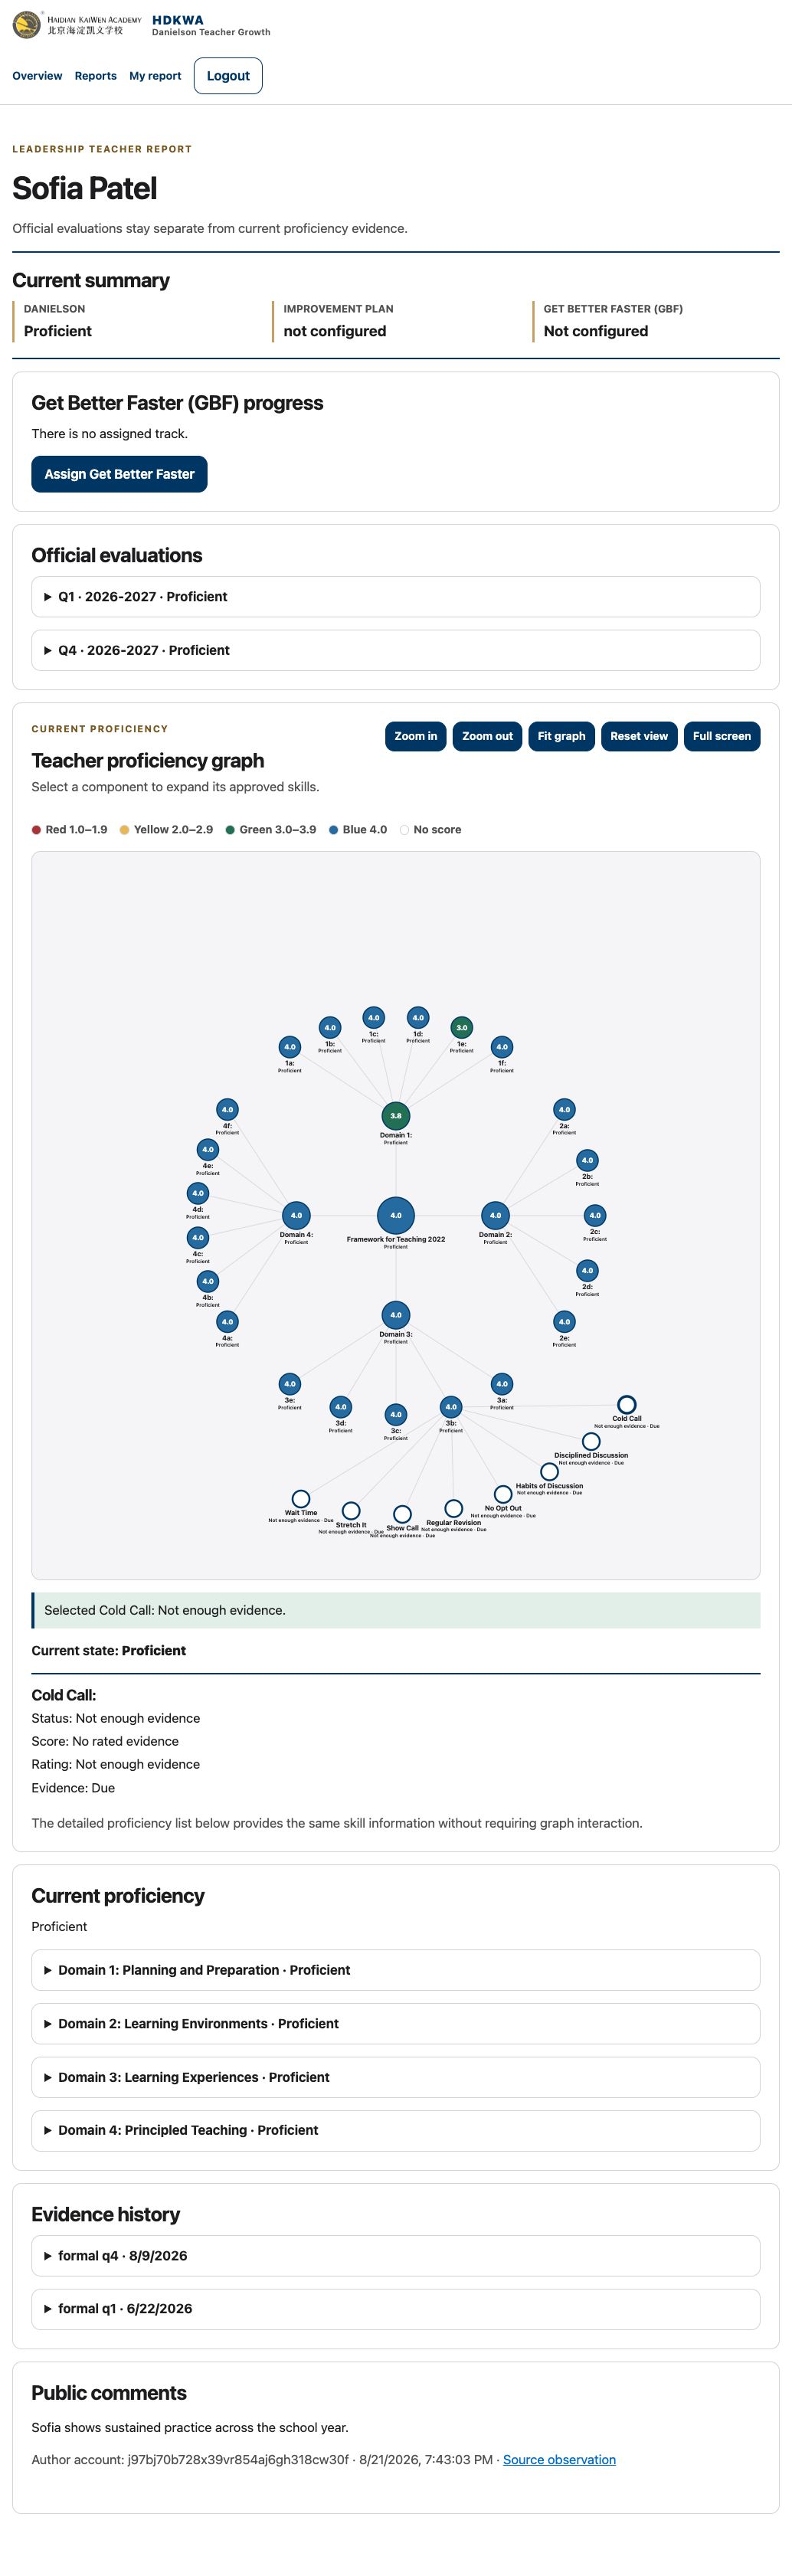 HAIDIAN KAIWEN ACADEMY
北京海淀凯文学校
HDKWA
Danielson Teacher Growth
Overview
Reports
My report
Logout
LEADERSHIP TEACHER REPORT
Sofia Patel
Official evaluations stay separate from current proficiency evidence.
Current summary
DANIELSON
Proficient
IMPROVEMENT PLAN
not configured
GET BETTER FASTER (GBF)
Not configured
Get Better Faster (GBF) progress
There is no assigned track.
Assign Get Better Faster
Official evaluations
Q1 · 2026-2027 · Proficient
Q4 · 2026-2027 · Proficient
CURRENT PROFICIENCY
Teacher proficiency graph
Select a component to expand its approved skills.
Zoom in
Zoom out
Fit graph
Reset view
Full screen
Red 1.0–1.9
Yellow 2.0–2.9
Green 3.0–3.9
Blue 4.0
No score
4.0
1a:
Proficient
4.0
1b:
Proficient
4.0
1c:
Proficient
4.0
1d:
Proficient
3.0
1e:
Proficient
4.0
1f:
Proficient
3.8
Domain 1:
Proficient
4.0
4f:
Proficient
4.0
4e:
Proficient
4.0
4d:
Proficient
4.0
4c:
Proficient
4.0
4b:
Proficient
4.0
4a:
Proficient
4.0
Domain 4:
Proficient
4.0
Framework for Teaching 2022
Proficient
4.0
Domain 2:
Proficient
4.0
2a:
Proficient
4.0
2b:
Proficient
4.0
2c:
Proficient
4.0
2d:
Proficient
4.0
2e:
Proficient
4.0
Domain 3:
Proficient
4.0
3e:
Proficient
4.0
3d:
Proficient
4.0
3c:
Proficient
4.0
3b:
Proficient
4.0
3a:
Proficient
Cold Call
Not enough evidence · Due
Disciplined Discussion
Not enough evidence · Due
Habits of Discussion
Not enough evidence · Due
No Opt Out
Not enough evidence · Due
Regular Revision
Not enough evidence · Due
Show Call
Not enough evidence · Due
Stretch It
Not enough evidence · Due
Wait Time
Not enough evidence · Due
Selected Cold Call: Not enough evidence.
Current state: Proficient
Cold Call:
Status: Not enough evidence
Score: No rated evidence
Rating: Not enough evidence
Evidence: Due
The detailed proficiency list below provides the same skill information without requiring graph interaction.
Current proficiency
Proficient
Domain 1: Planning and Preparation · Proficient
Domain 2: Learning Environments · Proficient
Domain 3: Learning Experiences · Proficient
Domain 4: Principled Teaching · Proficient
Evidence history
formal q4 · 8/9/2026
formal q1 · 6/22/2026
Public comments
Sofia shows sustained practice across the school year.
Author account: j97bj70b728x39vr854aj6gh318cw30f · 8/21/2026, 7:43:03 PM · Source observation